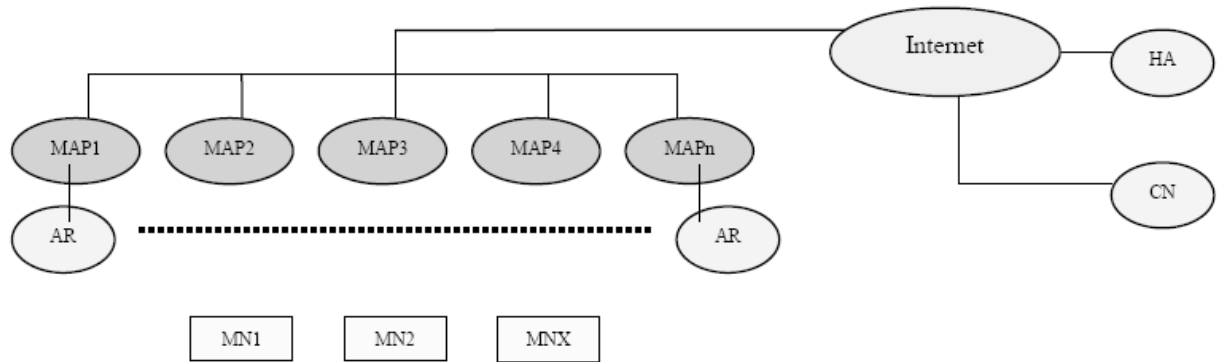 Internet
HA
MAP1
MAP2
MAP3
MAP4
MAPn
CN
AR
AR
MN1
MN2
MNX